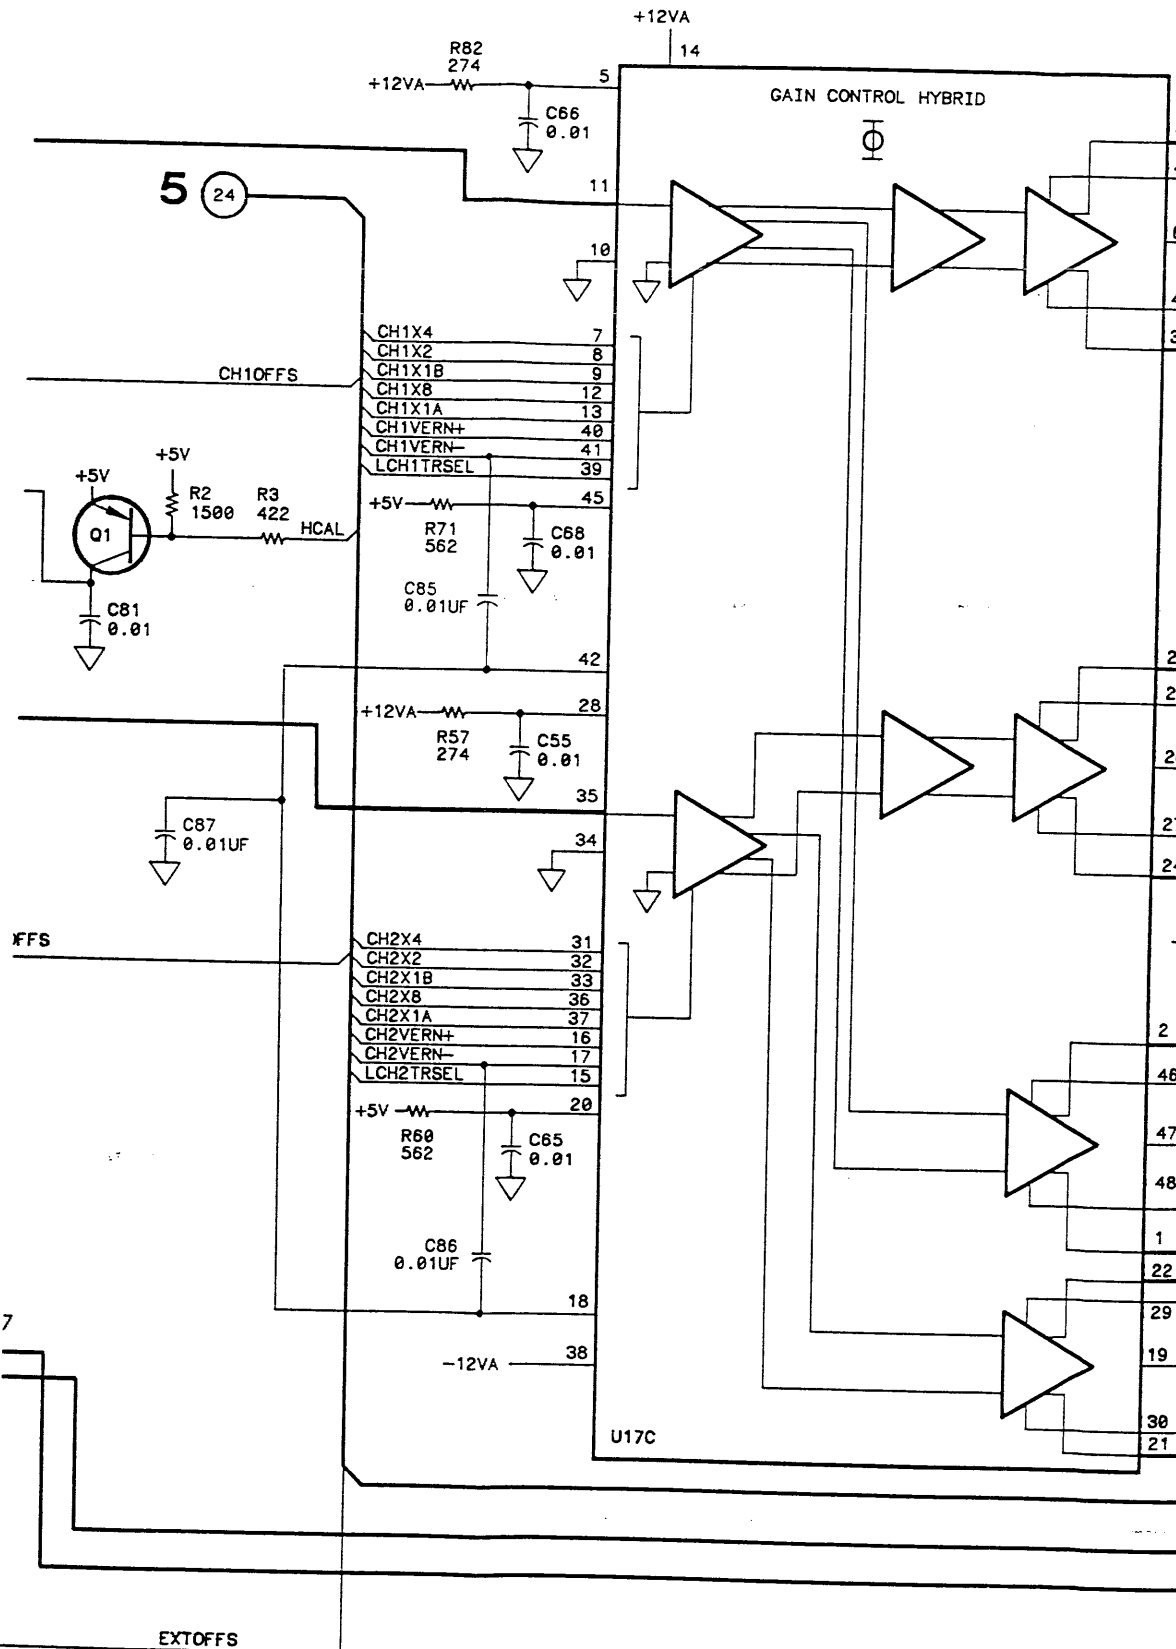 +12VA
14
R82
274
+12VA
5
GAIN CONTROL HYBRID
C66
0.01
5
24
11
10
CH1X4 7
CH1X2 8
CH1X1B 9
CH1X8 12
CH1X1A 13
CH1VERN+ 40
CH1VERN- 41
LCH1TRSEL 39
CH1OFFS
+5V
+5V
R2
1500
R3
422
HCAL
Q1
C81
0.01
+5V
45
R71
562
C68
0.01
C85
0.01UF
42
+12VA
28
R57
274
C55
0.01
35
C87
0.01UF
34
FFS
CH2X4 31
CH2X2 32
CH2X1B 33
CH2X8 36
CH2X1A 37
CH2VERN+ 16
CH2VERN- 17
LCH2TRSEL 15
+5V
20
R60
562
C65
0.01
C86
0.01UF
18
-12VA
38
U17C
27
24
2
46
47
48
1
22
29
19
30
21
7
EXTOFFS